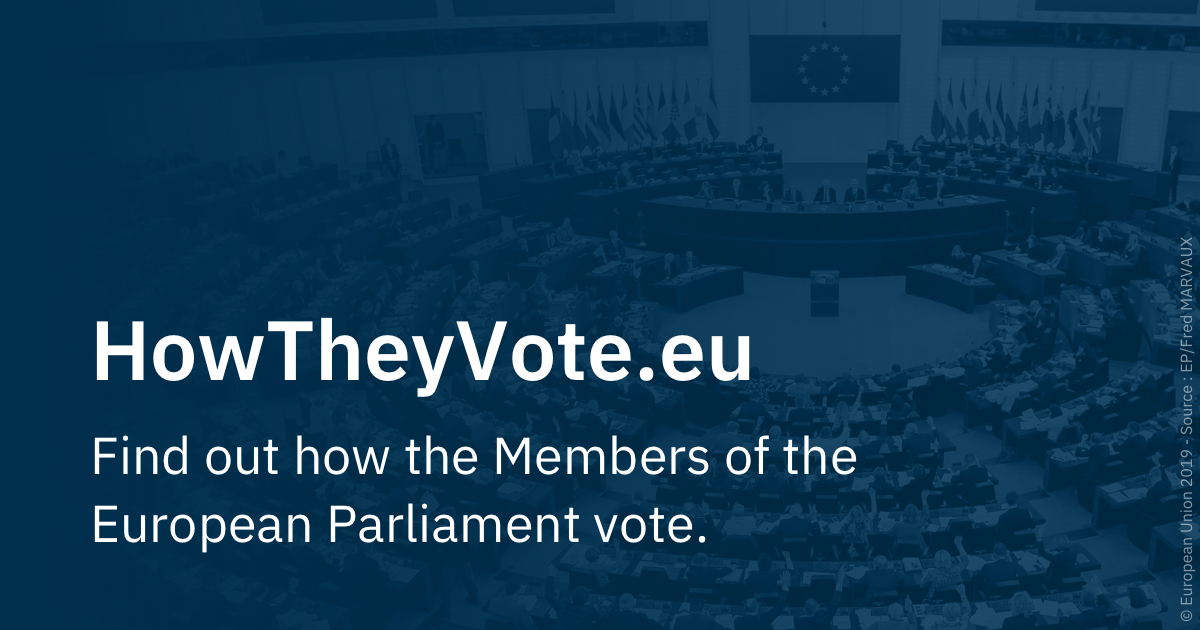 HowTheyVote.eu
Find out how the Members of the
European Parliament vote.
© European Union 2019 - Source : EP/Fred MARVAUX